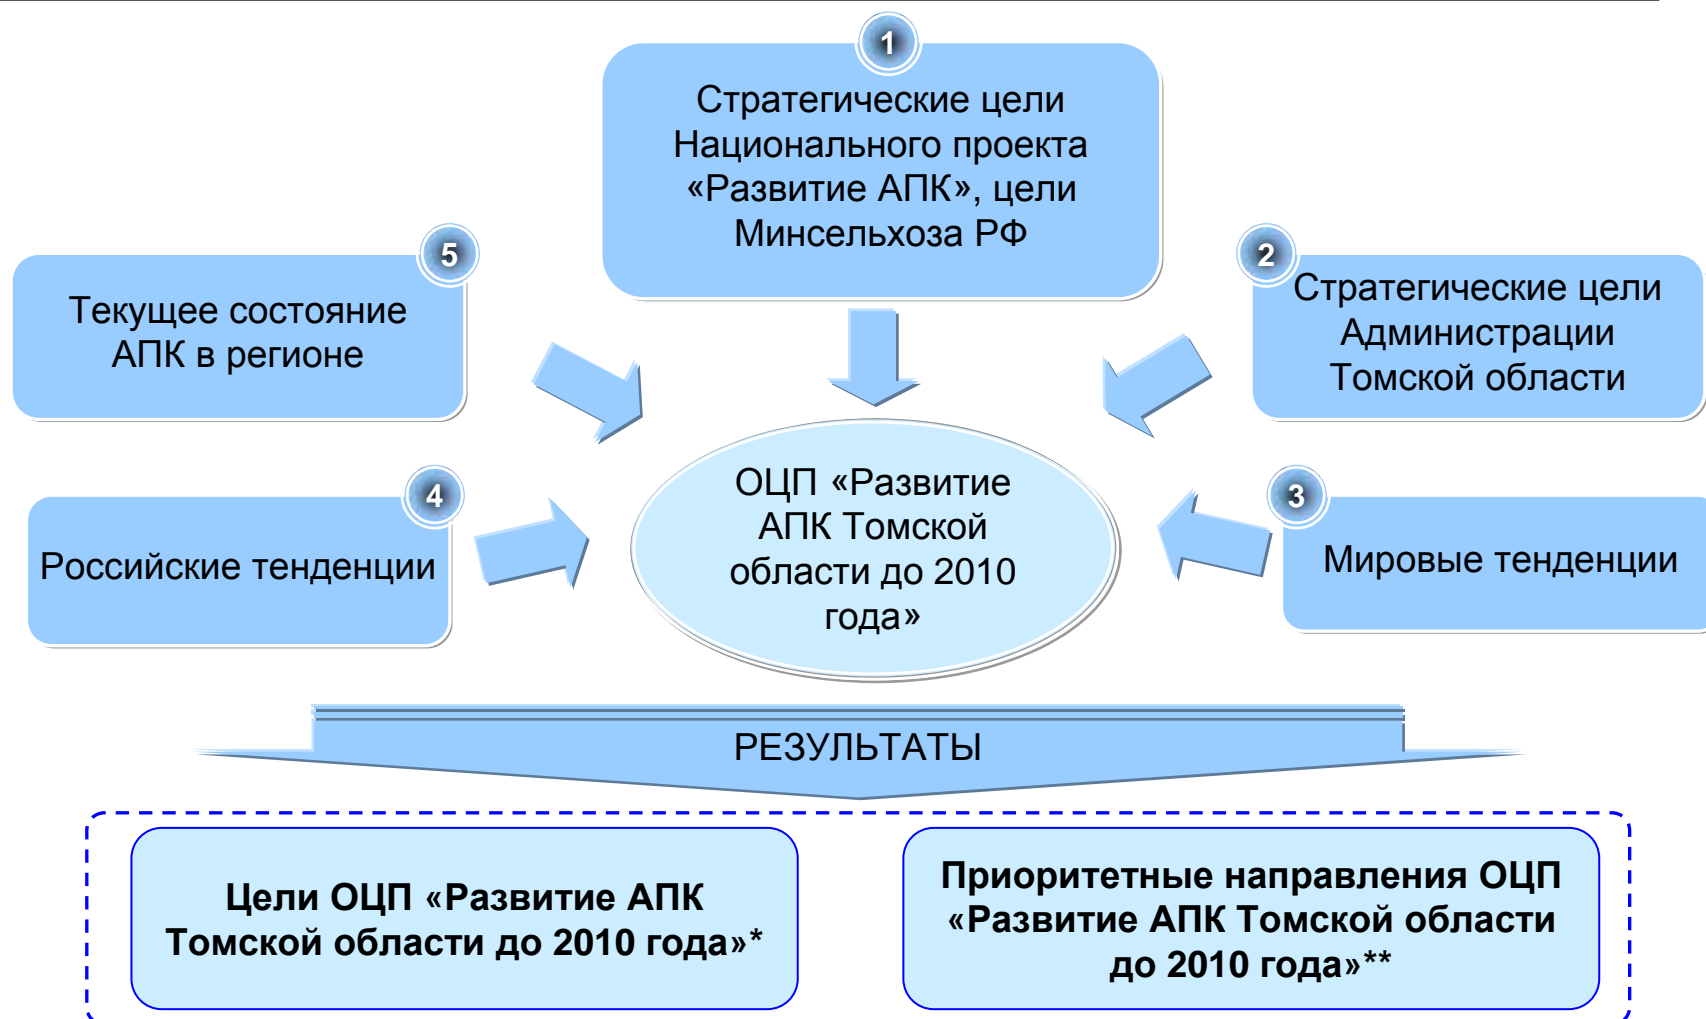 1
Стратегические цели
Национального проекта
«Развитие АПК», цели
Минсельхоза РФ
5
Текущее состояние
АПК в регионе
2
Стратегические цели
Администрации
Томской области
4
Российские тенденции
ОЦП «Развитие
АПК Томской
области до 2010
года»
3
Мировые тенденции
РЕЗУЛЬТАТЫ
Цели ОЦП «Развитие АПК
Томской области до 2010 года»*
Приоритетные направления ОЦП
«Развитие АПК Томской области
до 2010 года»**